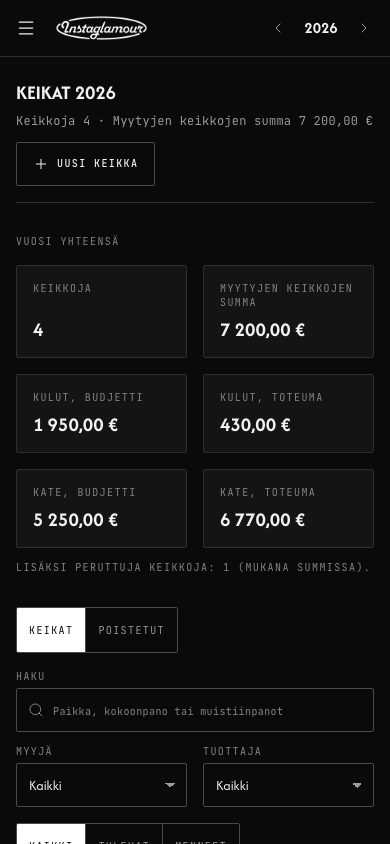 Instaglamour
2026
KEIKAT 2026
Keikkoja 4 · Myytyjen keikkojen summa 7 200,00 €
+ UUSI KEIKKA
VUOSI YHTEENSÄ
KEIKKOJA
4
MYYTYJEN KEIKKOJEN
SUMMA
7 200,00 €
KULUT, BUDJETTI
1 950,00 €
KULUT, TOTEUMA
430,00 €
KATE, BUDJETTI
5 250,00 €
KATE, TOTEUMA
6 770,00 €
LISÄKSI PERUTTUJA KEIKKOJA: 1 (MUKANA SUMMISSA).
KEIKAT
POISTETUT
HAKU
Paikka, kokoonpano tai muistiinpanot
MYYJÄ
Kaikki
TUOTTAJA
Kaikki
KAIKKI
TULEVAT
MENNEET